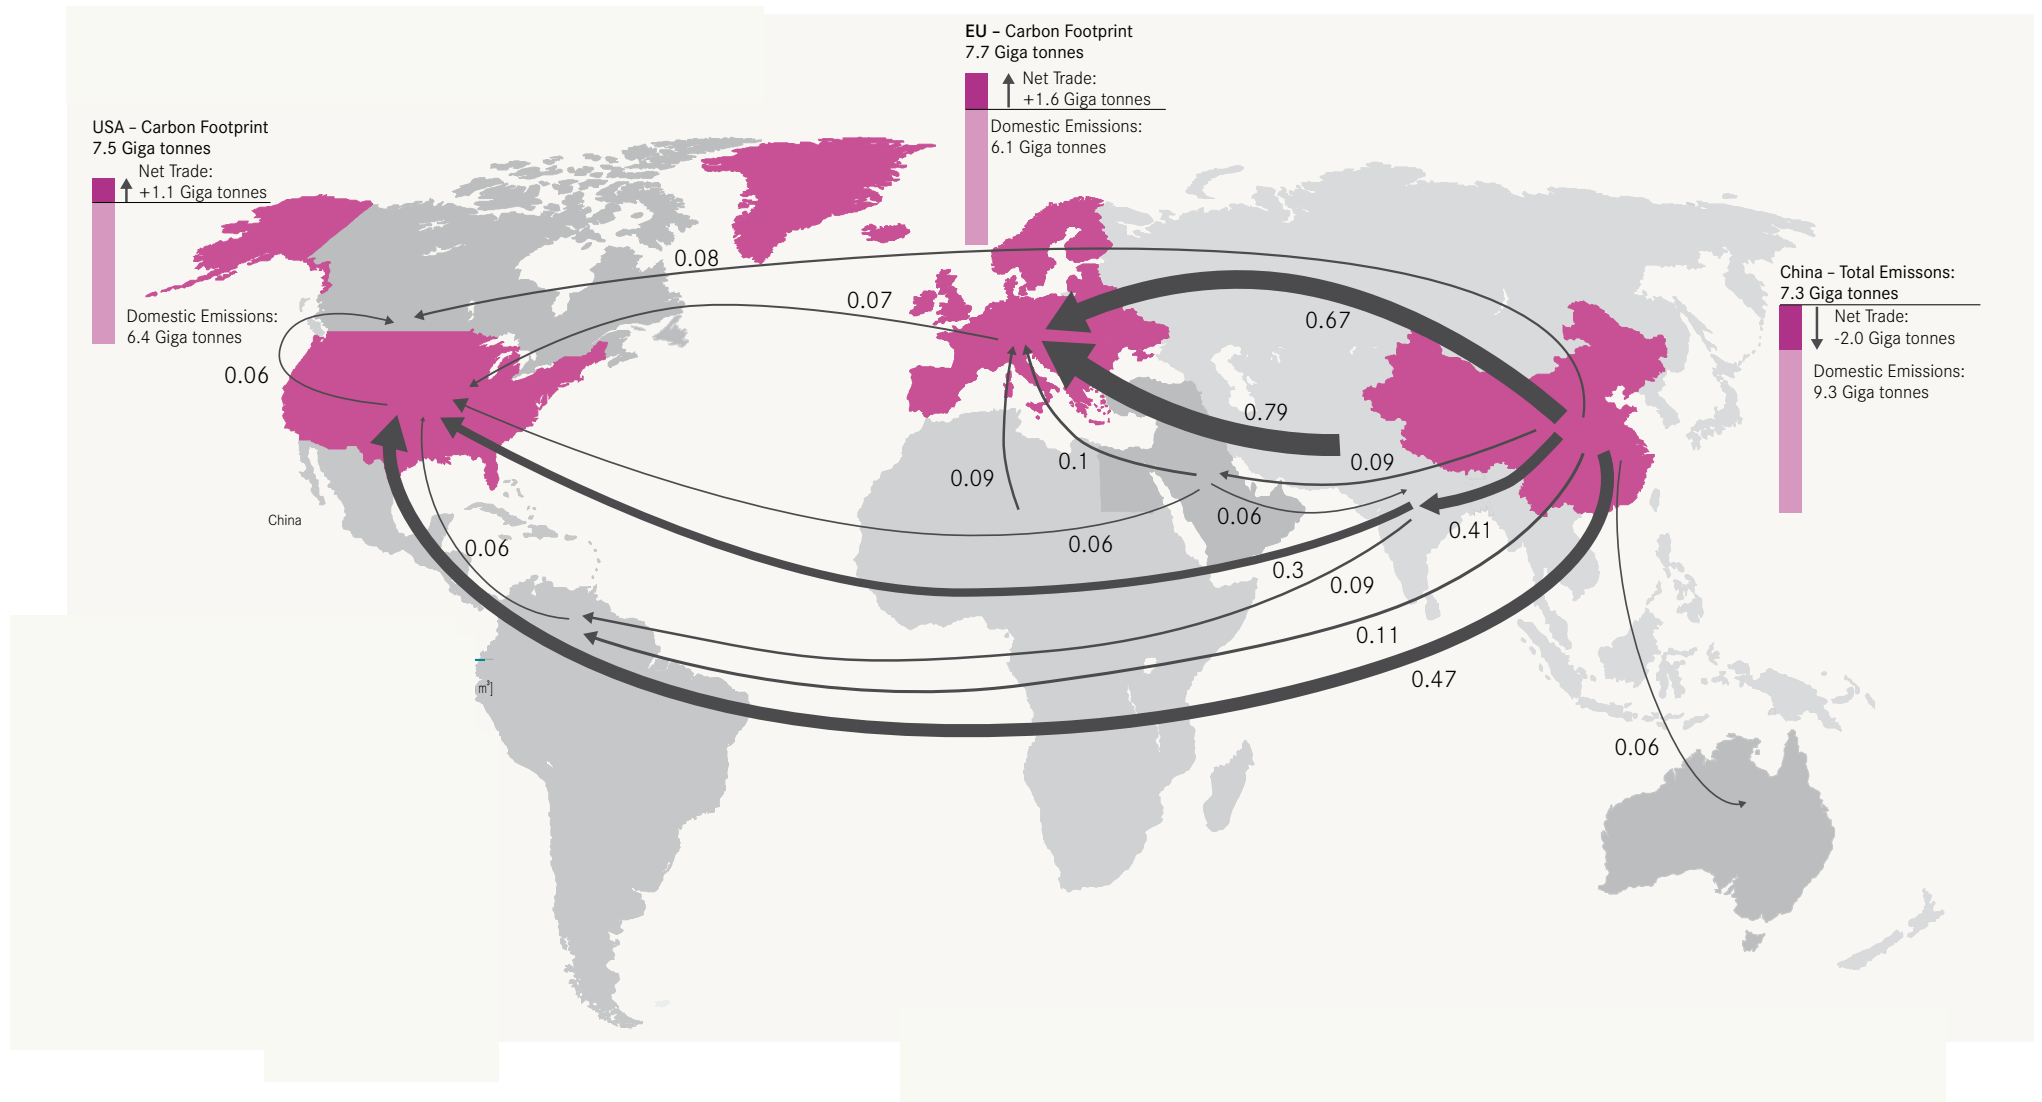 EU – Carbon Footprint
7.7 Giga tonnes
Net Trade:
+1.6 Giga tonnes
Domestic Emissions:
6.1 Giga tonnes
USA – Carbon Footprint
7.5 Giga tonnes
Net Trade:
+1.1 Giga tonnes
Domestic Emissions:
6.4 Giga tonnes
China – Total Emissons:
7.3 Giga tonnes
Net Trade:
-2.0 Giga tonnes
Domestic Emissions:
9.3 Giga tonnes
0.08
0.07
0.67
0.06
0.79
0.09
0.1
0.09
0.06
0.41
China
0.06
0.06
0.3
0.09
0.11
0.47
m³]
0.06